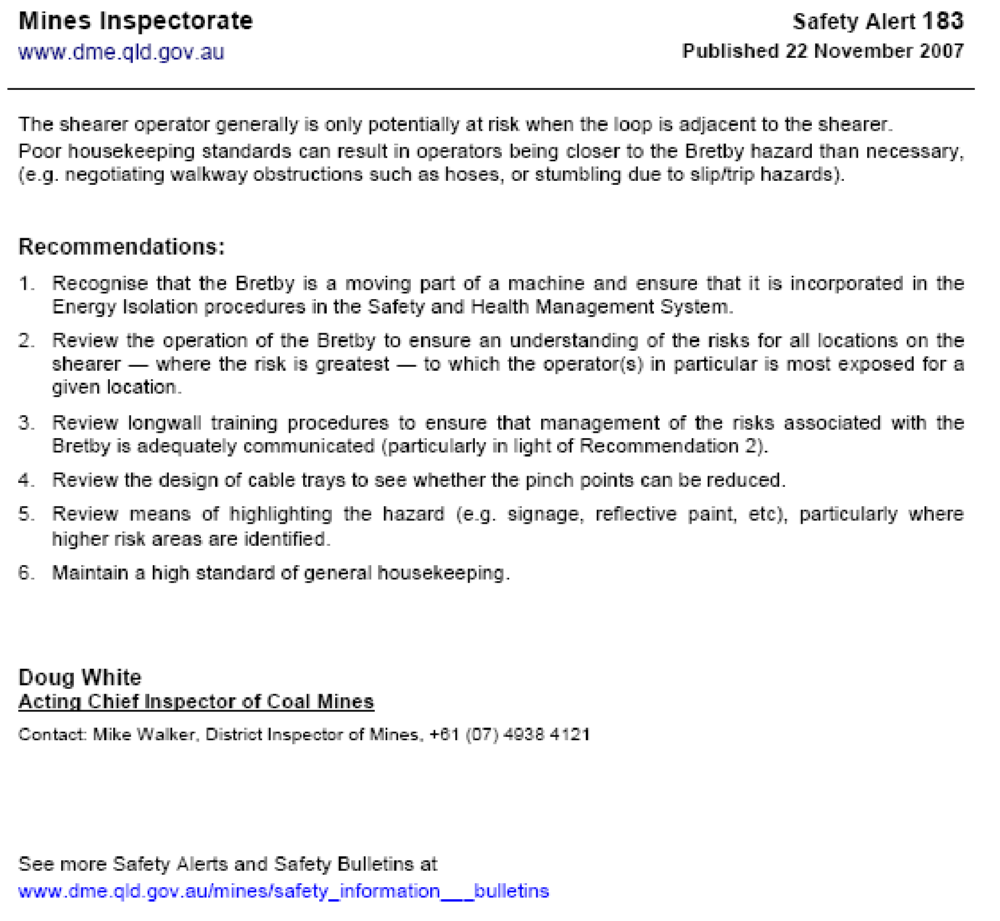 Mines Inspectorate
Safety Alert 183
www.dme.qld.gov.au
Published 22 November 2007
The shearer operator generally is only potentially at risk when the loop is adjacent to the shearer.
Poor housekeeping standards can result in operators being closer to the Bretby hazard than necessary,
(e.g. negotiating walkway obstructions such as hoses, or stumbling due to slip/trip hazards).
Recommendations:
1. Recognise that the Bretby is a moving part of a machine and ensure that it is incorporated in the
Energy Isolation procedures in the Safety and Health Management System.
2. Review the operation of the Bretby to ensure an understanding of the risks for all locations on the
shearer — where the risk is greatest — to which the operator(s) in particular is most exposed for a
given location.
3. Review longwall training procedures to ensure that management of the risks associated with the
Bretby is adequately communicated (particularly in light of Recommendation 2).
4. Review the design of cable trays to see whether the pinch points can be reduced.
5. Review means of highlighting the hazard (e.g. signage, reflective paint, etc), particularly where
higher risk areas are identified.
6. Maintain a high standard of general housekeeping.
Doug White
Acting Chief Inspector of Coal Mines
Contact: Mike Walker, District Inspector of Mines, +61 (07) 4938 4121
See more Safety Alerts and Safety Bulletins at
www.dme.qld.gov.au/mines/safety_information___bulletins